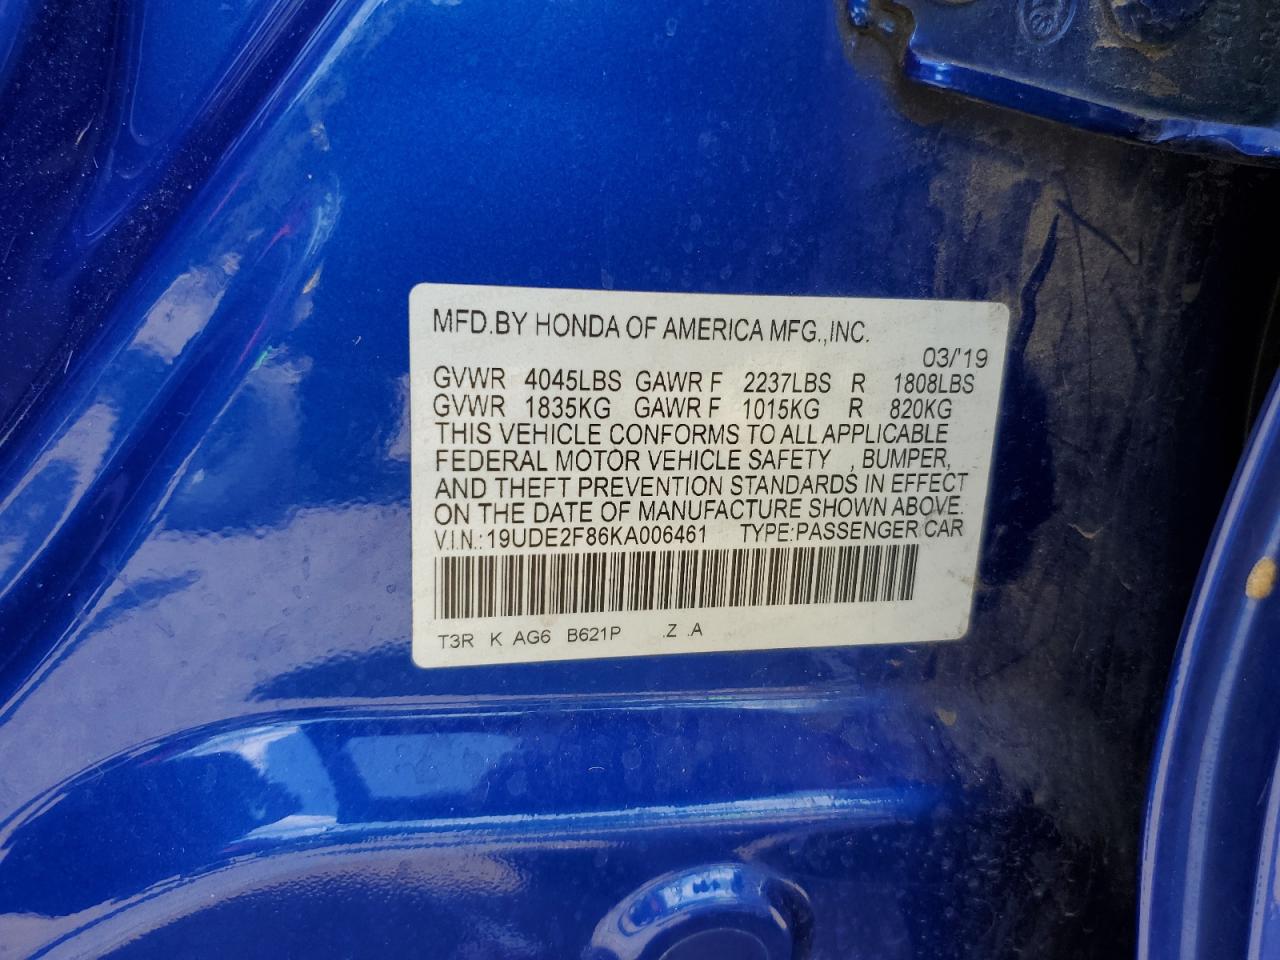 MFD.BY HONDA OF AMERICA MFG.,INC.
03/'19
GVWR 4045LBS GAWR F 2237LBS R 1808LBS
GVWR 1835KG GAWR F 1015KG R 820KG
THIS VEHICLE CONFORMS TO ALL APPLICABLE
FEDERAL MOTOR VEHICLE SAFETY , BUMPER,
AND THEFT PREVENTION STANDARDS IN EFFECT
ON THE DATE OF MANUFACTURE SHOWN ABOVE.
V.I.N.: 19UDE2F86KA006461 TYPE:PASSENGER CAR
T3R K AG6 B621P .Z .A